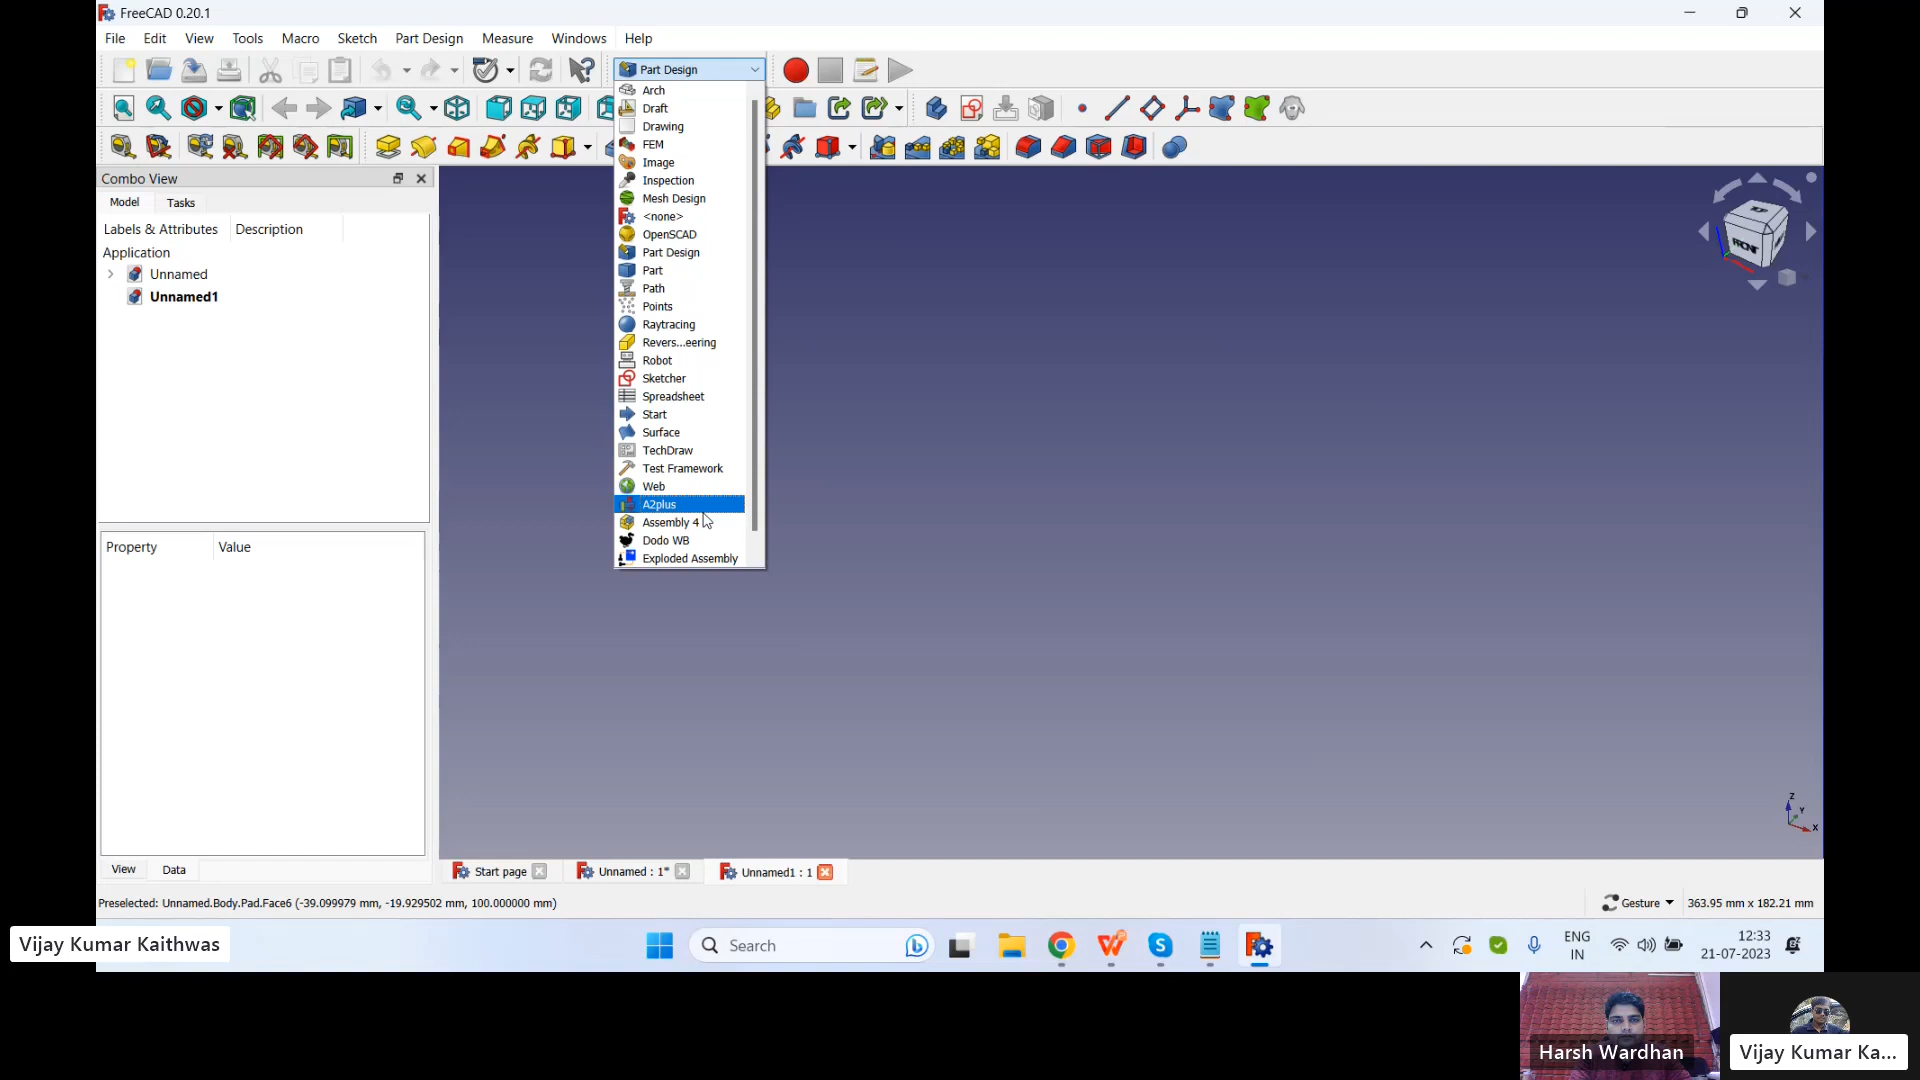 FreeCAD 0.20.1
File Edit View Tools Macro Sketch Part Design Measure Windows Help
Part Design
Arch
Draft
Drawing
FEM
Image
Inspection
Mesh Design
<none>
OpenSCAD
Part Design
Part
Path
Points
Raytracing
Revers...eering
Robot
Sketcher
Spreadsheet
Start
Surface
TechDraw
Test Framework
Web
A2plus
Assembly 4
Dodo WB
Exploded Assembly
Combo View
Model Tasks
Labels & Attributes Description
Application
Unnamed
Unnamed1
Property Value
View Data
FRONT
Z
Y
X
Start page Unnamed : 1* Unnamed1 : 1
Preselected: Unnamed.Body.Pad.Face6 (-39.099979 mm, -19.929502 mm, 100.000000 mm)
Gesture 363.95 mm x 182.21 mm
Search
ENG
IN
12:33
21-07-2023
Vijay Kumar Kaithwas
Harsh Wardhan
Vijay Kumar Ka...